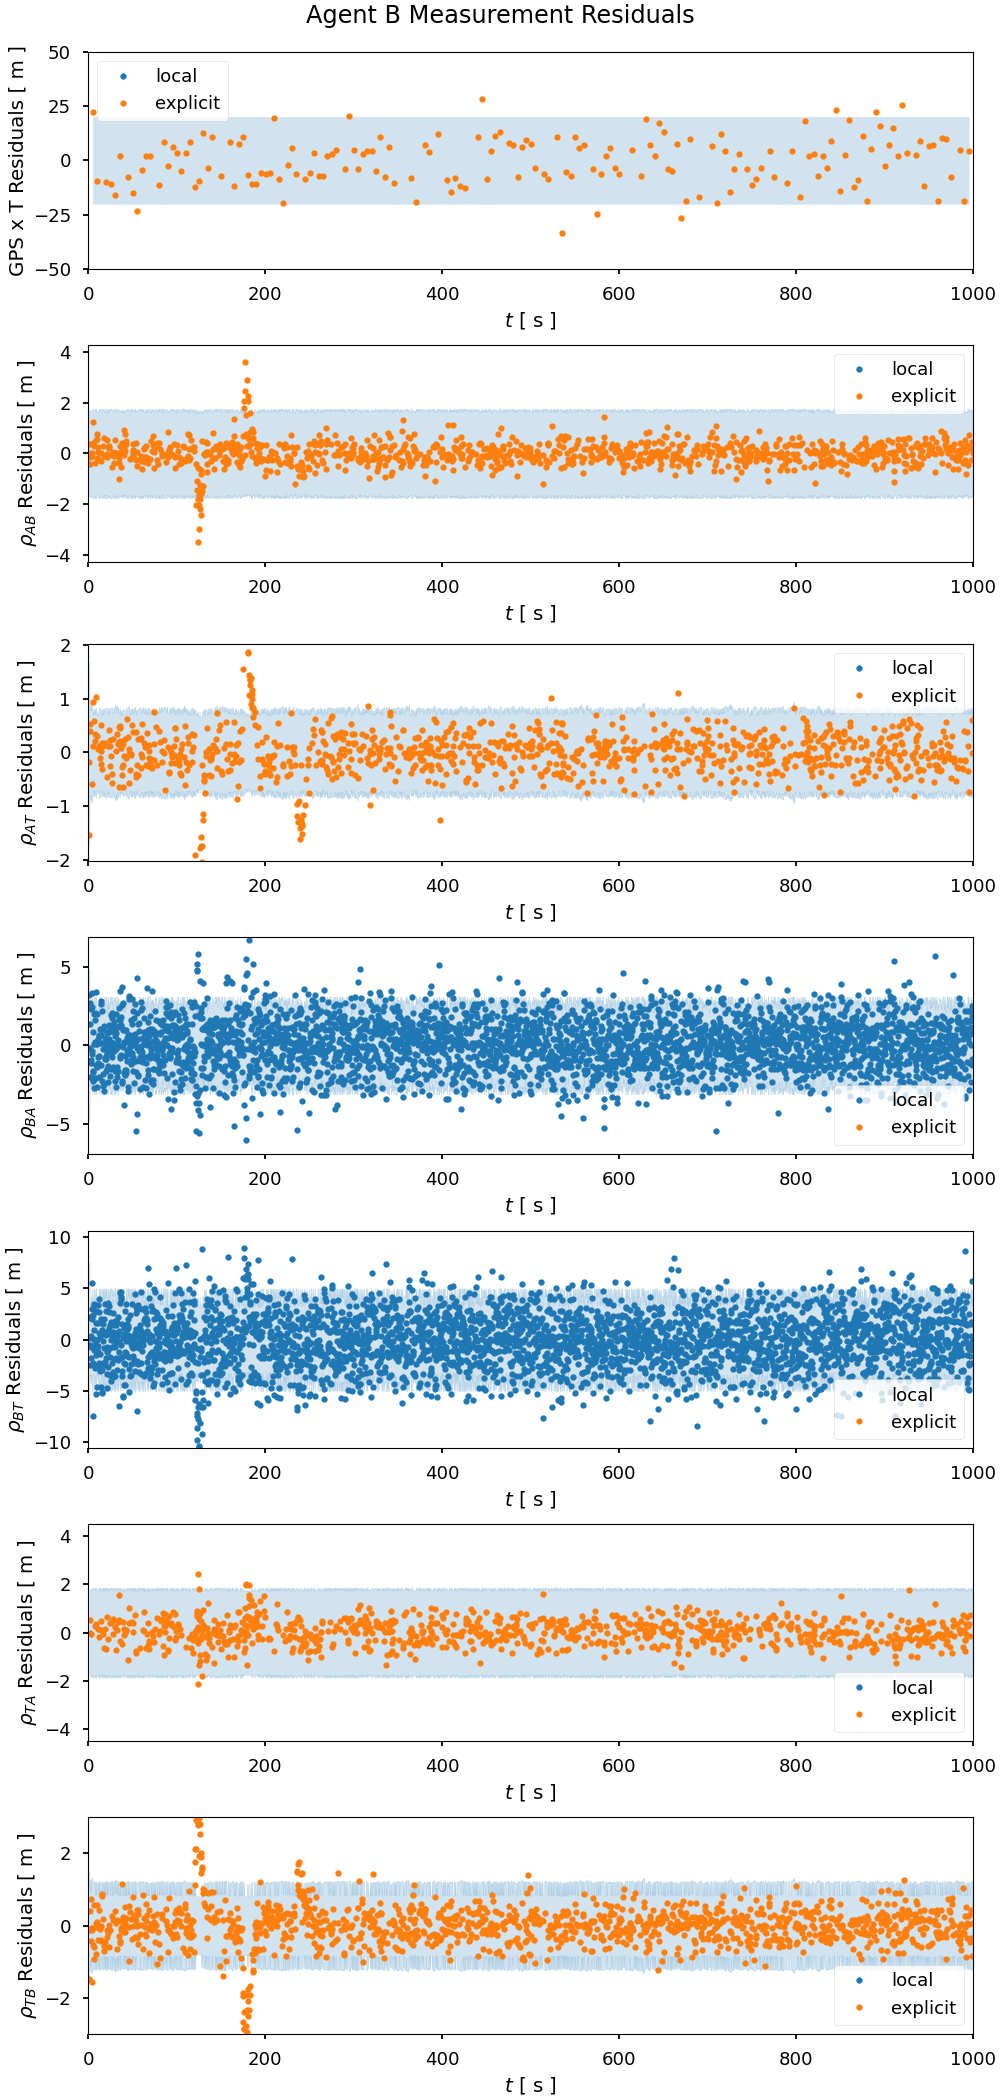 Agent B Measurement Residuals
GPS x T Residuals [ m ]
50
25
0
−25
−50
local
explicit
0 200 400 600 800 1000
t [ s ]
ρAB Residuals [ m ]
4
2
0
−2
−4
local
explicit
0 200 400 600 800 1000
t [ s ]
ρAT Residuals [ m ]
2
1
0
−1
−2
local
explicit
0 200 400 600 800 1000
t [ s ]
ρBA Residuals [ m ]
5
0
−5
local
explicit
0 200 400 600 800 1000
t [ s ]
ρBT Residuals [ m ]
10
5
0
−5
−10
local
explicit
0 200 400 600 800 1000
t [ s ]
ρTA Residuals [ m ]
4
2
0
−2
−4
local
explicit
0 200 400 600 800 1000
t [ s ]
ρTB Residuals [ m ]
2
0
−2
local
explicit
0 200 400 600 800 1000
t [ s ]